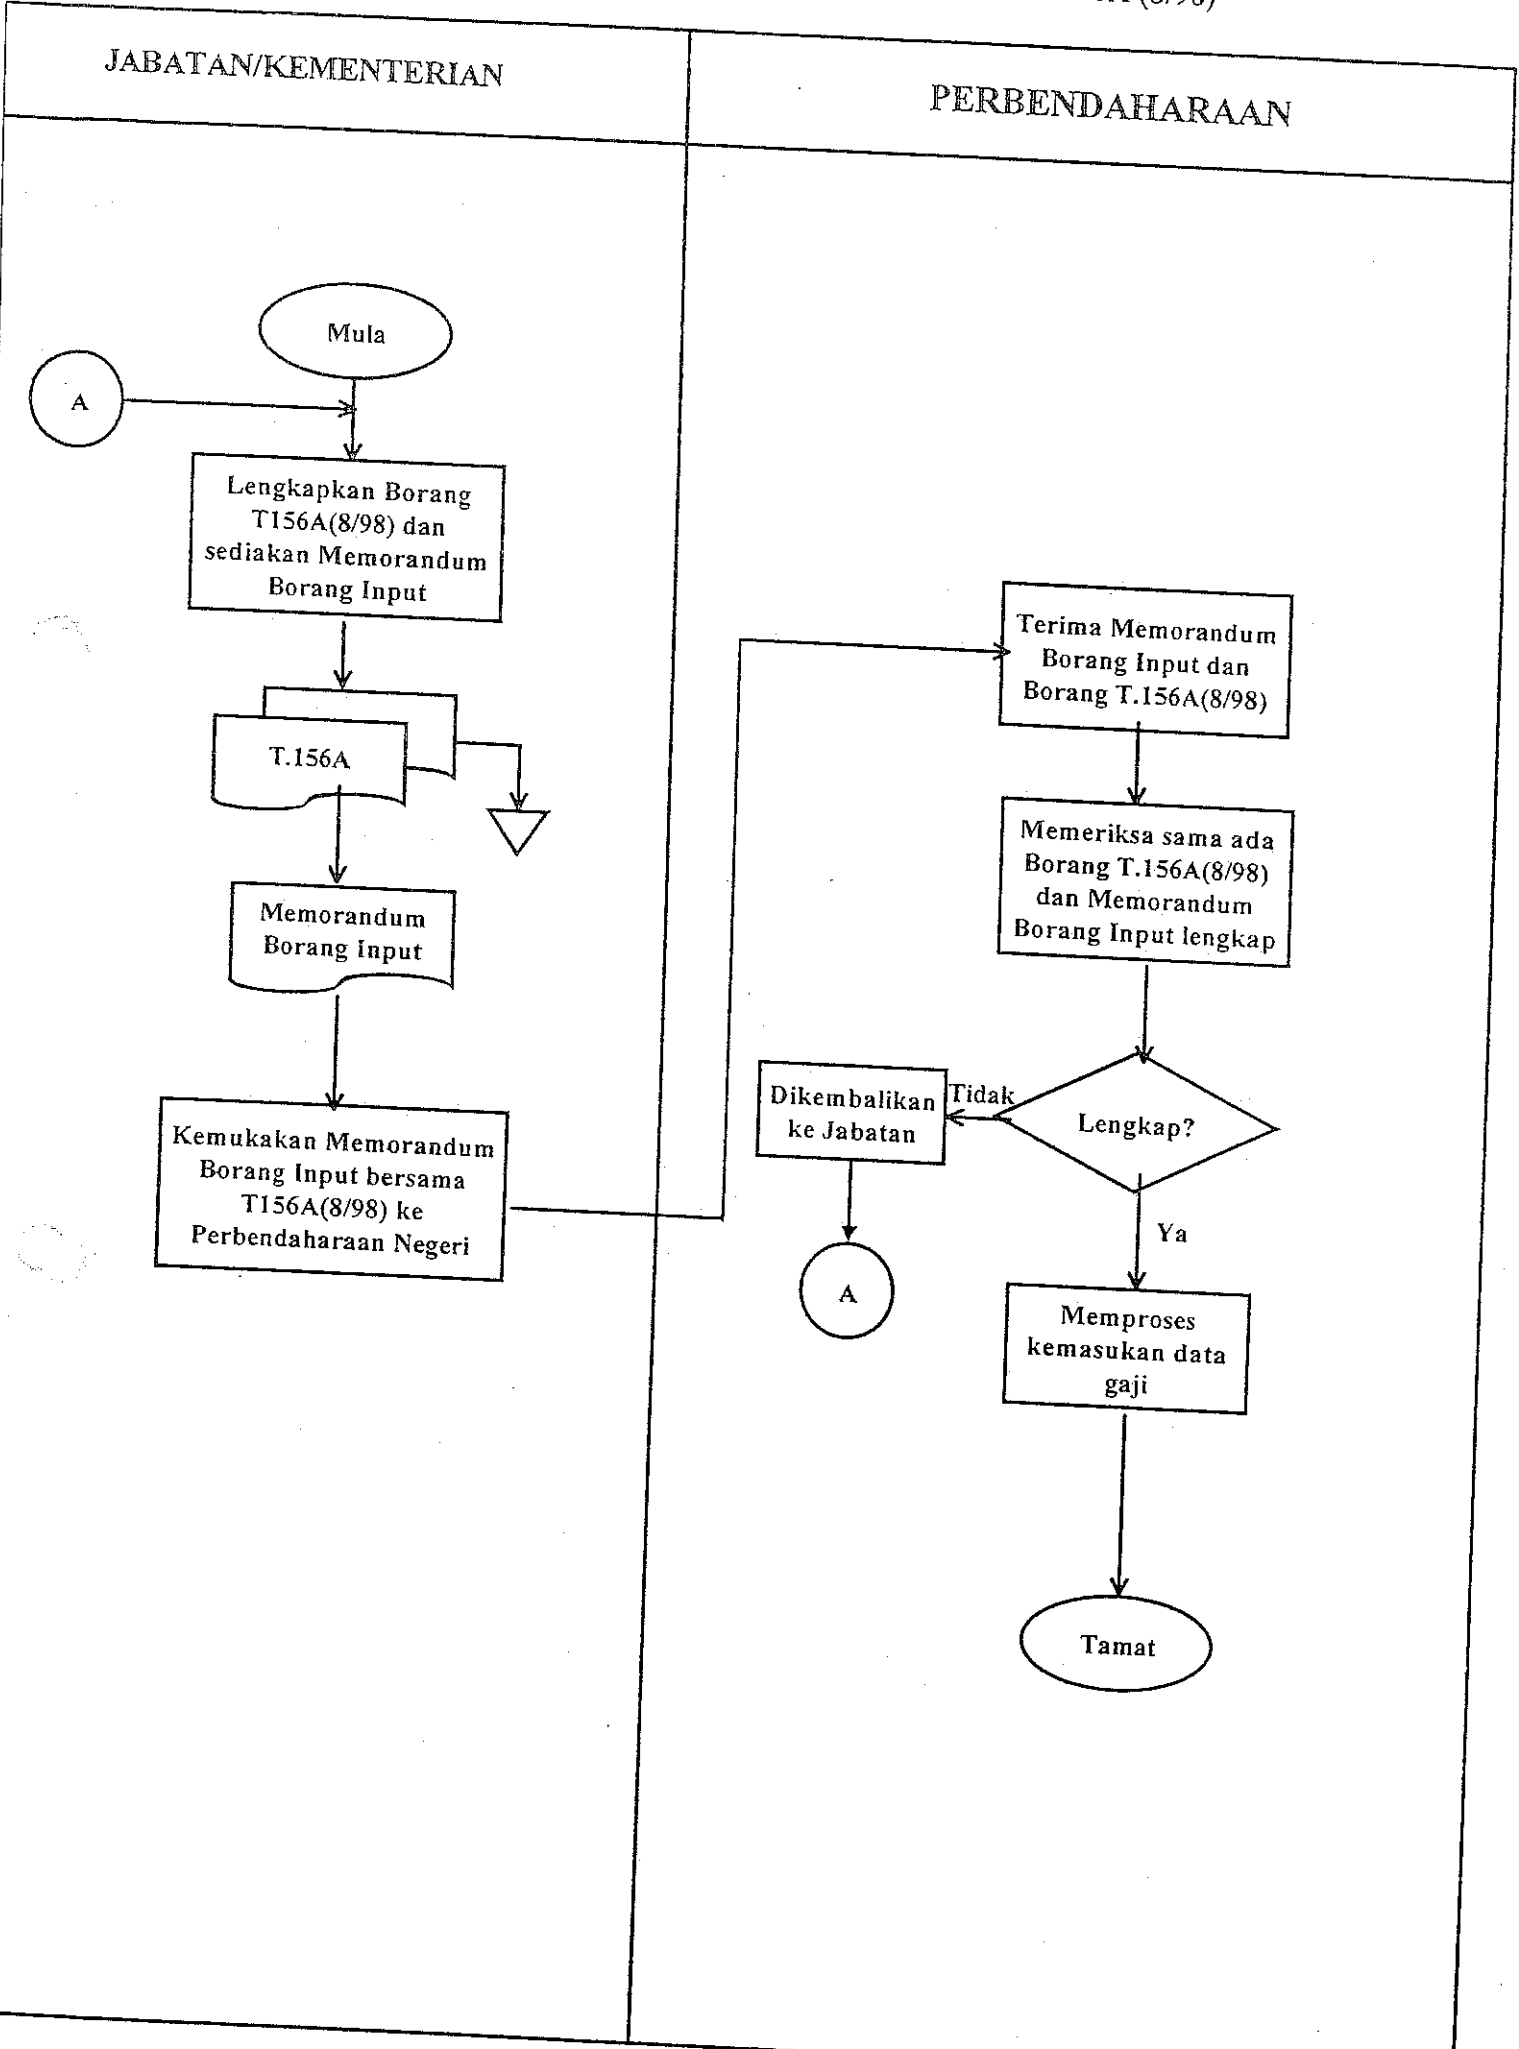 (8/98)
JABATAN/KEMENTERIAN
PERBENDAHARAAN
Mula
A
Lengkapkan Borang
T156A(8/98) dan
sediakan Memorandum
Borang Input
T.156A
Memorandum
Borang Input
Kemukakan Memorandum
Borang Input bersama
T156A(8/98) ke
Perbendaharaan Negeri
Terima Memorandum
Borang Input dan
Borang T.156A(8/98)
Memeriksa sama ada
Borang T.156A(8/98)
dan Memorandum
Borang Input lengkap
Lengkap?
Tidak
Dikembalikan
ke Jabatan
A
Ya
Memproses
kemasukan data
gaji
Tamat